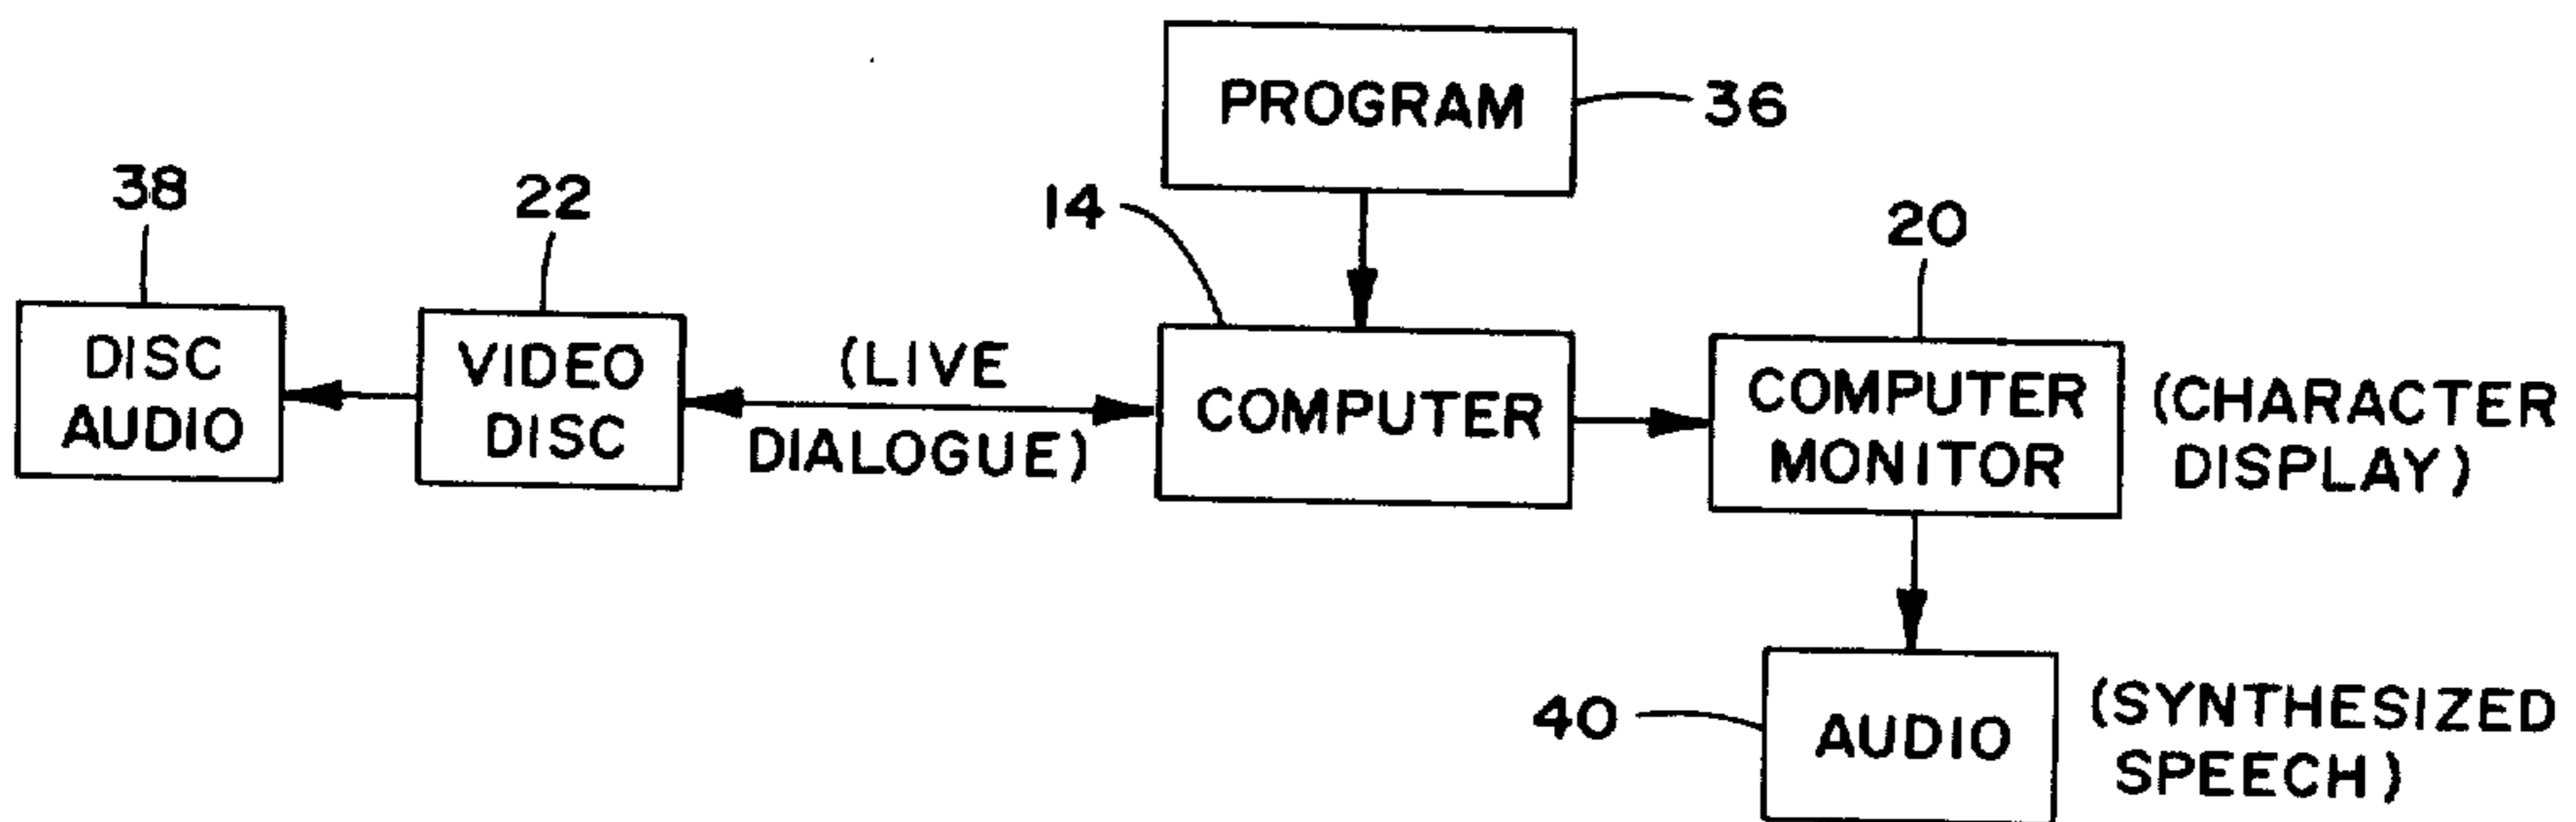 PROGRAM
36
38
22
14
20
DISC
AUDIO
VIDEO
DISC
(LIVE
DIALOGUE)
COMPUTER
COMPUTER
MONITOR
(CHARACTER
DISPLAY)
40
AUDIO
(SYNTHESIZED
SPEECH)